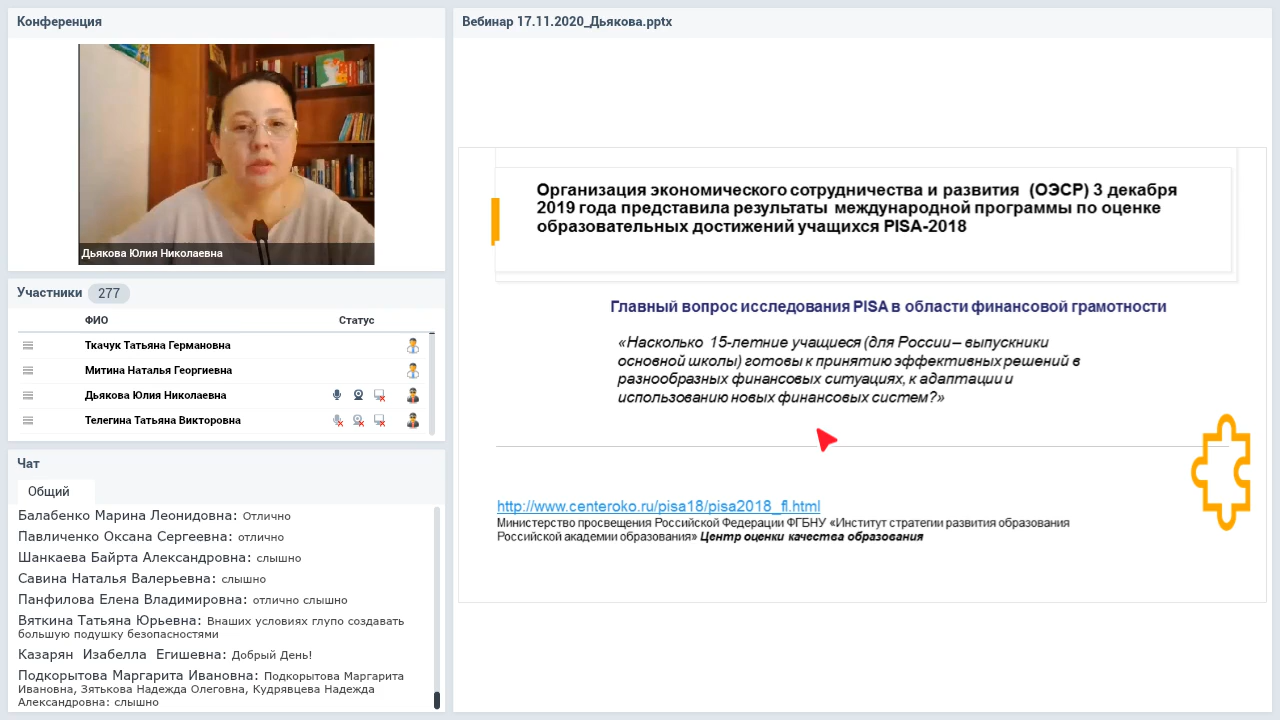 Конференция
Дьякова Юлия Николаевна
Участники 277
ФИО Статус
Ткачук Татьяна Германовна
Митина Наталья Георгиевна
Дьякова Юлия Николаевна
Телегина Татьяна Викторовна
Чат
Общий
Балабенко Марина Леонидовна: Отлично
Павличенко Оксана Сергеевна: отлично
Шанкаева Байрта Александровна: слышно
Савина Наталья Валерьевна: слышно
Панфилова Елена Владимировна: отлично слышно
Вяткина Татьяна Юрьевна: Внаших условиях глупо создавать
большую подушку безопасностями
Казарян Изабелла Егишевна: Добрый День!
Подкорытова Маргарита Ивановна: Подкорытова Маргарита
Ивановна, Зятькова Надежда Олеговна, Кудрявцева Надежда
Александровна: слышно
Вебинар 17.11.2020_Дьякова.pptx
Организация экономического сотрудничества и развития (ОЭСР) 3 декабря
2019 года представила результаты международной программы по оценке
образовательных достижений учащихся PISA-2018
Главный вопрос исследования PISA в области финансовой грамотности
«Насколько 15-летние учащиеся (для России – выпускники
основной школы) готовы к принятию эффективных решений в
разнообразных финансовых ситуациях, к адаптации и
использованию новых финансовых систем?»
http://www.centeroko.ru/pisa18/pisa2018_fl.html
Министерство просвещения Российской Федерации ФГБНУ «Институт стратегии развития образования
Российской академии образования» Центр оценки качества образования